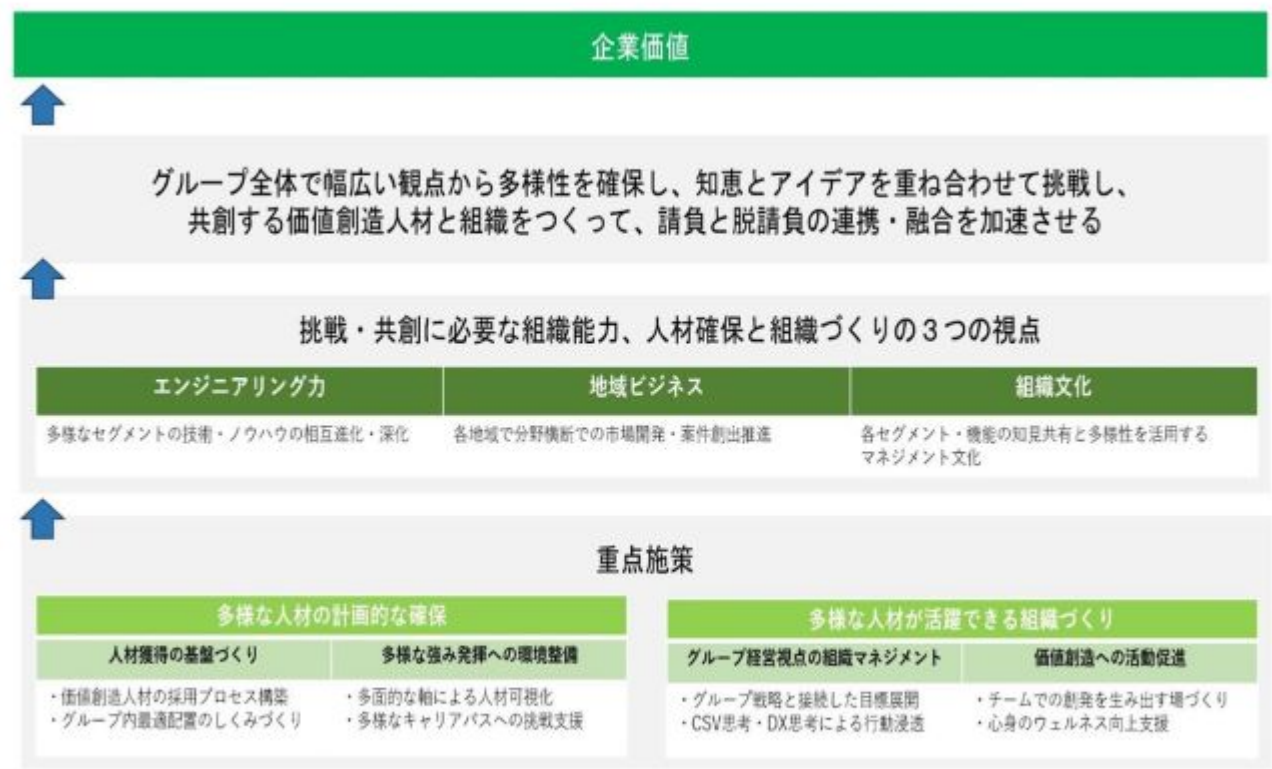 企業価値
グループ全体で幅広い観点から多様性を確保し、知恵とアイデアを重ね合わせて挑戦し、
共創する価値創造人材と組織をつくって、請負と脱請負の連携・融合を加速させる
挑戦・共創に必要な組織能力、人材確保と組織づくりの３つの視点
エンジニアリング力
多様なセグメントの技術・ノウハウの相互進化・深化
地域ビジネス
各地域で分野横断での市場開発・案件創出推進
組織文化
各セグメント・機能の知見共有と多様性を活用する
マネジメント文化
重点施策
多様な人材の計画的な確保
人材獲得の基盤づくり
・価値創造人材の採用プロセス構築
・グループ内最適配置のしくみづくり
多様な強み発揮への環境整備
・多面的な軸による人材可視化
・多様なキャリアパスへの挑戦支援
多様な人材が活躍できる組織づくり
グループ経営視点の組織マネジメント
・グループ戦略と接続した目標展開
・CSV思考・DX思考による行動浸透
価値創造への活動促進
・チームでの創発を生み出す場づくり
・心身のウェルネス向上支援